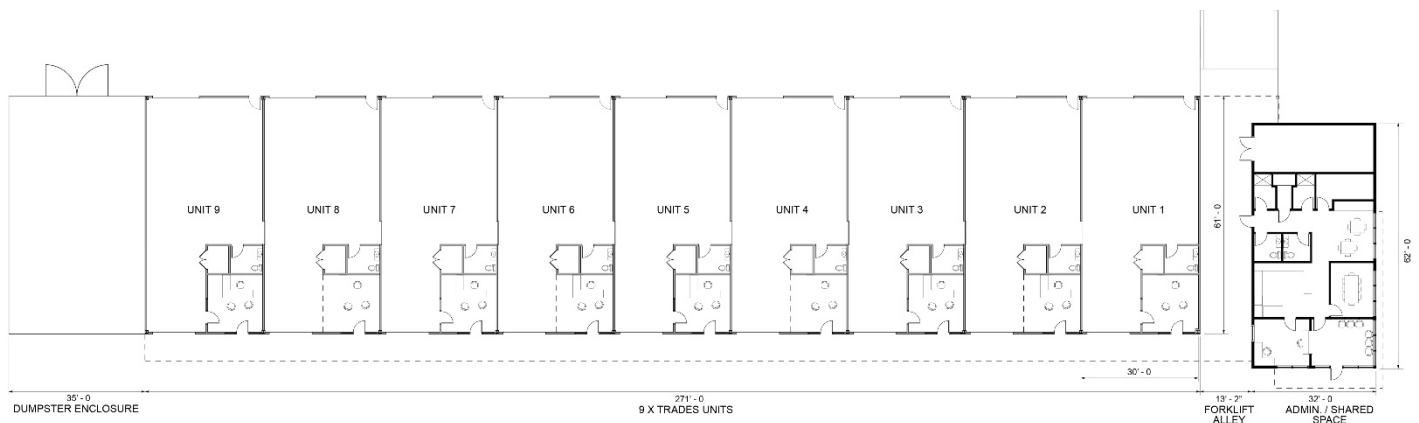 UNIT 9
UNIT 8
UNIT 7
UNIT 6
UNIT 5
UNIT 4
UNIT 3
UNIT 2
UNIT 1
61' - 0
62' - 0
30' - 0
35' - 0
DUMPSTER ENCLOSURE
271' - 0
9 X TRADES UNITS
13' - 2"
FORKLIFT
ALLEY
32' - 0
ADMIN. / SHARED
SPACE